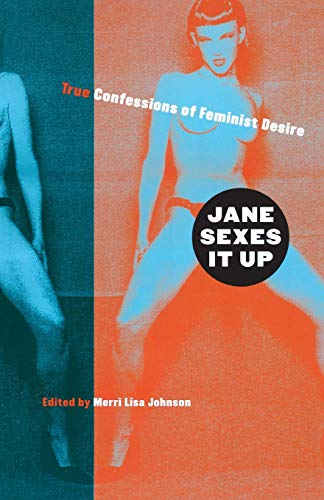 True Confessions of Feminist Desire
JANE
SEXES
IT UP
Edited by Merri Lisa Johnson